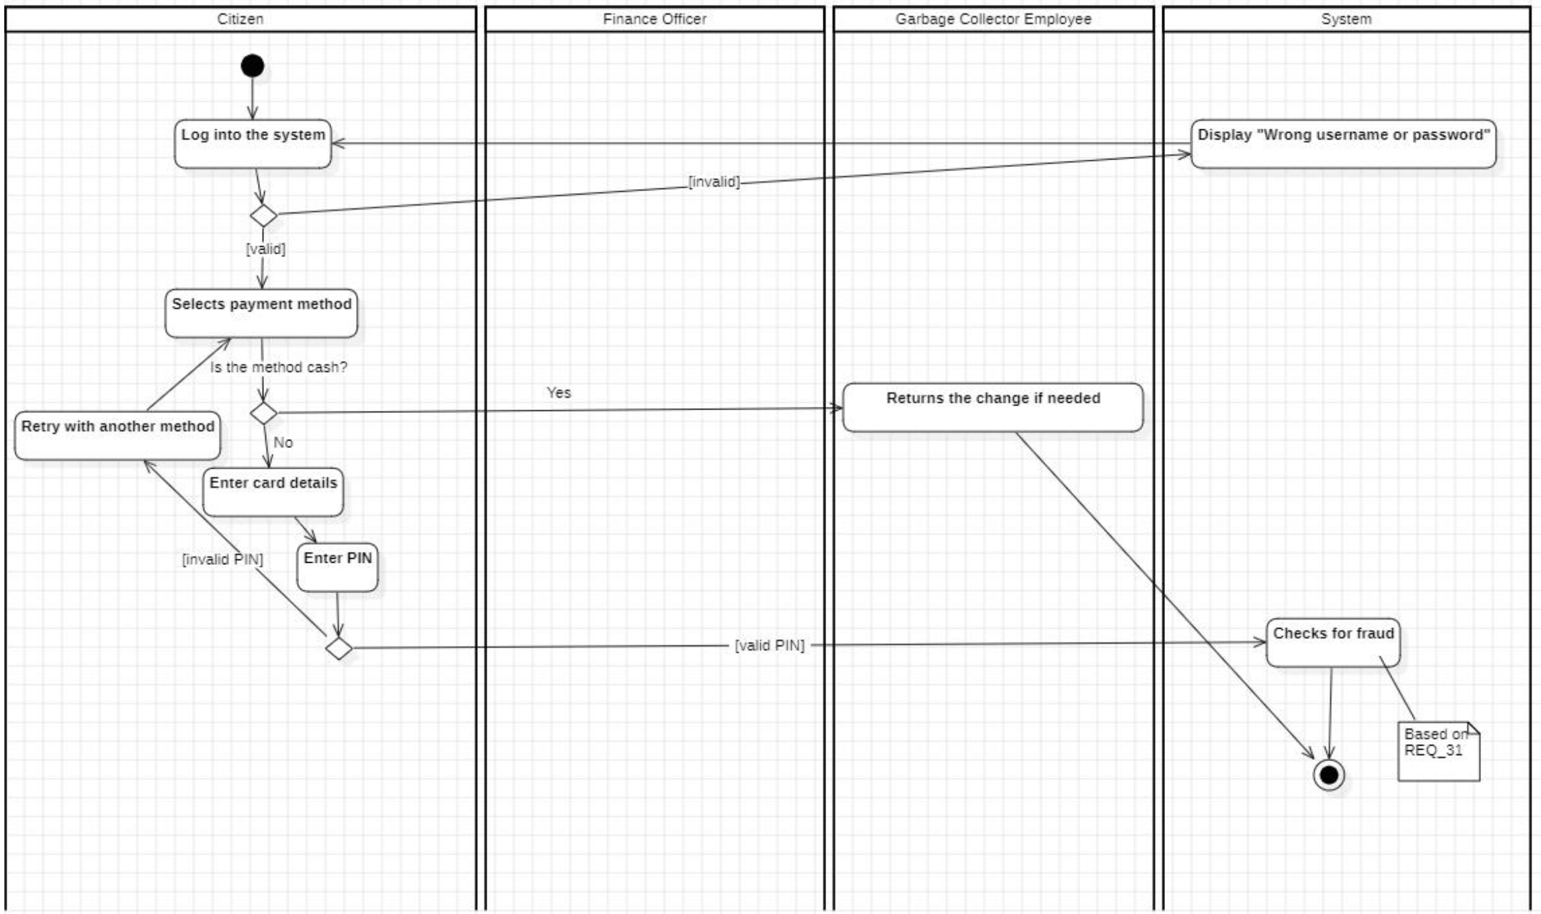 Citizen
Finance Officer
Garbage Collector Employee
System
Log into the system
Display "Wrong username or password"
[invalid]
[valid]
Selects payment method
Is the method cash?
Yes
Returns the change if needed
Retry with another method
No
Enter card details
[invalid PIN]
Enter PIN
[valid PIN]
Checks for fraud
Based on
REQ_31